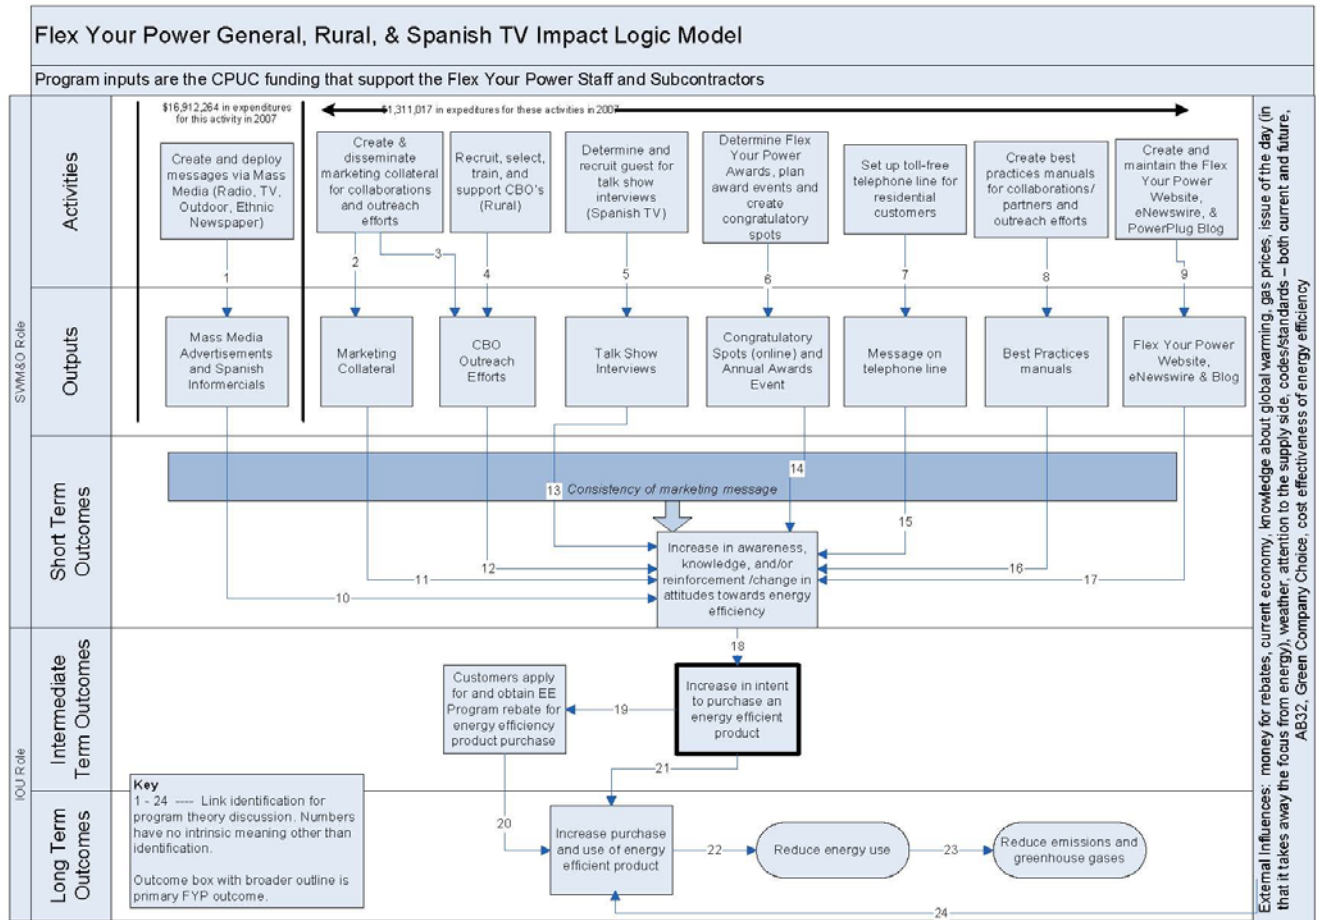 Flex Your Power General, Rural, & Spanish TV Impact Logic Model
Program inputs are the CPUC funding that support the Flex Your Power Staff and Subcontractors
SWM&O Role
IOU Role
Activities
$16,912,264 in expenditures
for this activity in 2007
$1,311,017 in expeditures for these activities in 2007
Create and deploy
messages via Mass
Media (Radio, TV,
Outdoor, Ethnic
Newspaper)
Create &
disseminate
marketing collateral
for collaborations
and outreach
efforts
Recruit, select,
train, and
support CBO's
(Rural)
Determine and
recruit guest for
talk show
interviews
(Spanish TV)
Determine Flex
Your Power
Awards, plan
award events and
create
congratulatory
spots
Set up toll-free
telephone line for
residential
customers
Create best
practices manuals
for collaborations/
partners and
outreach efforts
Create and
maintain the Flex
Your Power
Website,
eNewswire, &
PowerPlug Blog
1
2
3
4
5
6
7
8
9
Outputs
Mass Media
Advertisements
and Spanish
Informercials
Marketing
Collateral
CBO
Outreach
Efforts
Talk Show
Interviews
Congratulatory
Spots (online) and
Annual Awards
Event
Message on
telephone line
Best Practices
manuals
Flex Your Power
Website,
eNewswire & Blog
Short Term
Outcomes
13
Consistency of marketing message
14
15
Increase in awareness,
knowledge, and/or
reinforcement /change in
attitudes towards energy
efficiency
10
11
12
16
17
18
Intermediate
Term Outcomes
Customers apply
for and obtain EE
Program rebate for
energy efficiency
product purchase
19
Increase in intent
to purchase an
energy efficient
product
21
Long Term
Outcomes
Key
1 - 24 ---- Link identification for
program theory discussion. Numbers
have no intrinsic meaning other than
identification.
Outcome box with broader outline is
primary FYP outcome.
20
Increase purchase
and use of energy
efficient product
22
Reduce energy use
23
Reduce emissions and
greenhouse gases
24
External Influences: money for rebates, current economy, knowledge about global warming, gas prices, issue of the day (in
that it takes away the focus from energy), weather, attention to the supply side, codes/standards – both current and future,
AB32, Green Company Choice, cost effectiveness of energy efficiency